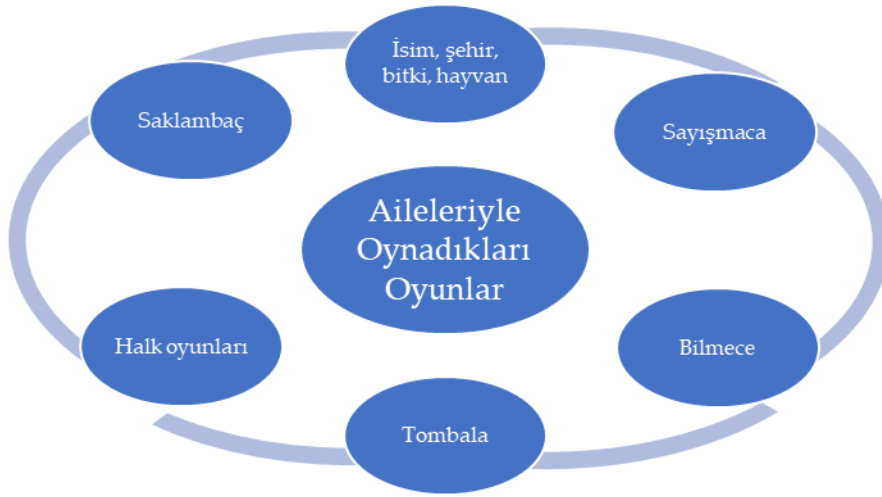 İsim, şehir,
bitki, hayvan
Saklambaç
Sayışmaca
Aileleriyle
Oynadıkları
Oyunlar
Halk oyunları
Bilmece
Tombala